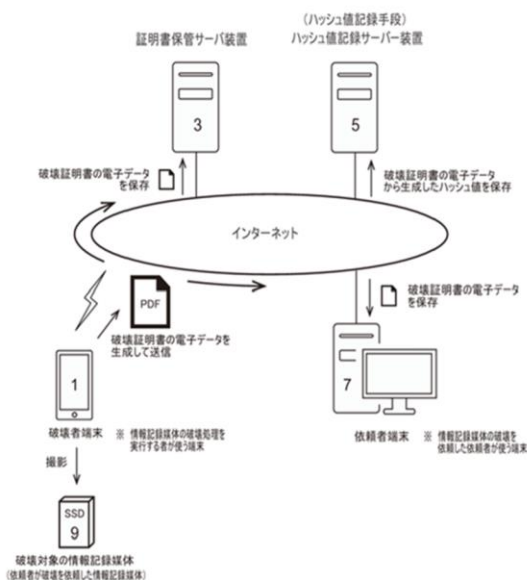 (ハッシュ値記録手段)
証明書保管サーバ装置
ハッシュ値記録サーバー装置
3
5
破壊証明書の電子データ
を保存
破壊証明書の電子データ
から生成したハッシュ値を保存
インターネット
PDF
破壊証明書の電子データを
生成して送信
破壊証明書の電子データ
を保存
1
7
破壊者端末
※ 情報記録媒体の破壊処理を
実行する者が使う端末
依頼者端末
※ 情報記録媒体の破壊を
依頼した依頼者が使う端末
撮影
SSD
9
破壊対象の情報記録媒体
(依頼者が破壊を依頼した情報記録媒体)